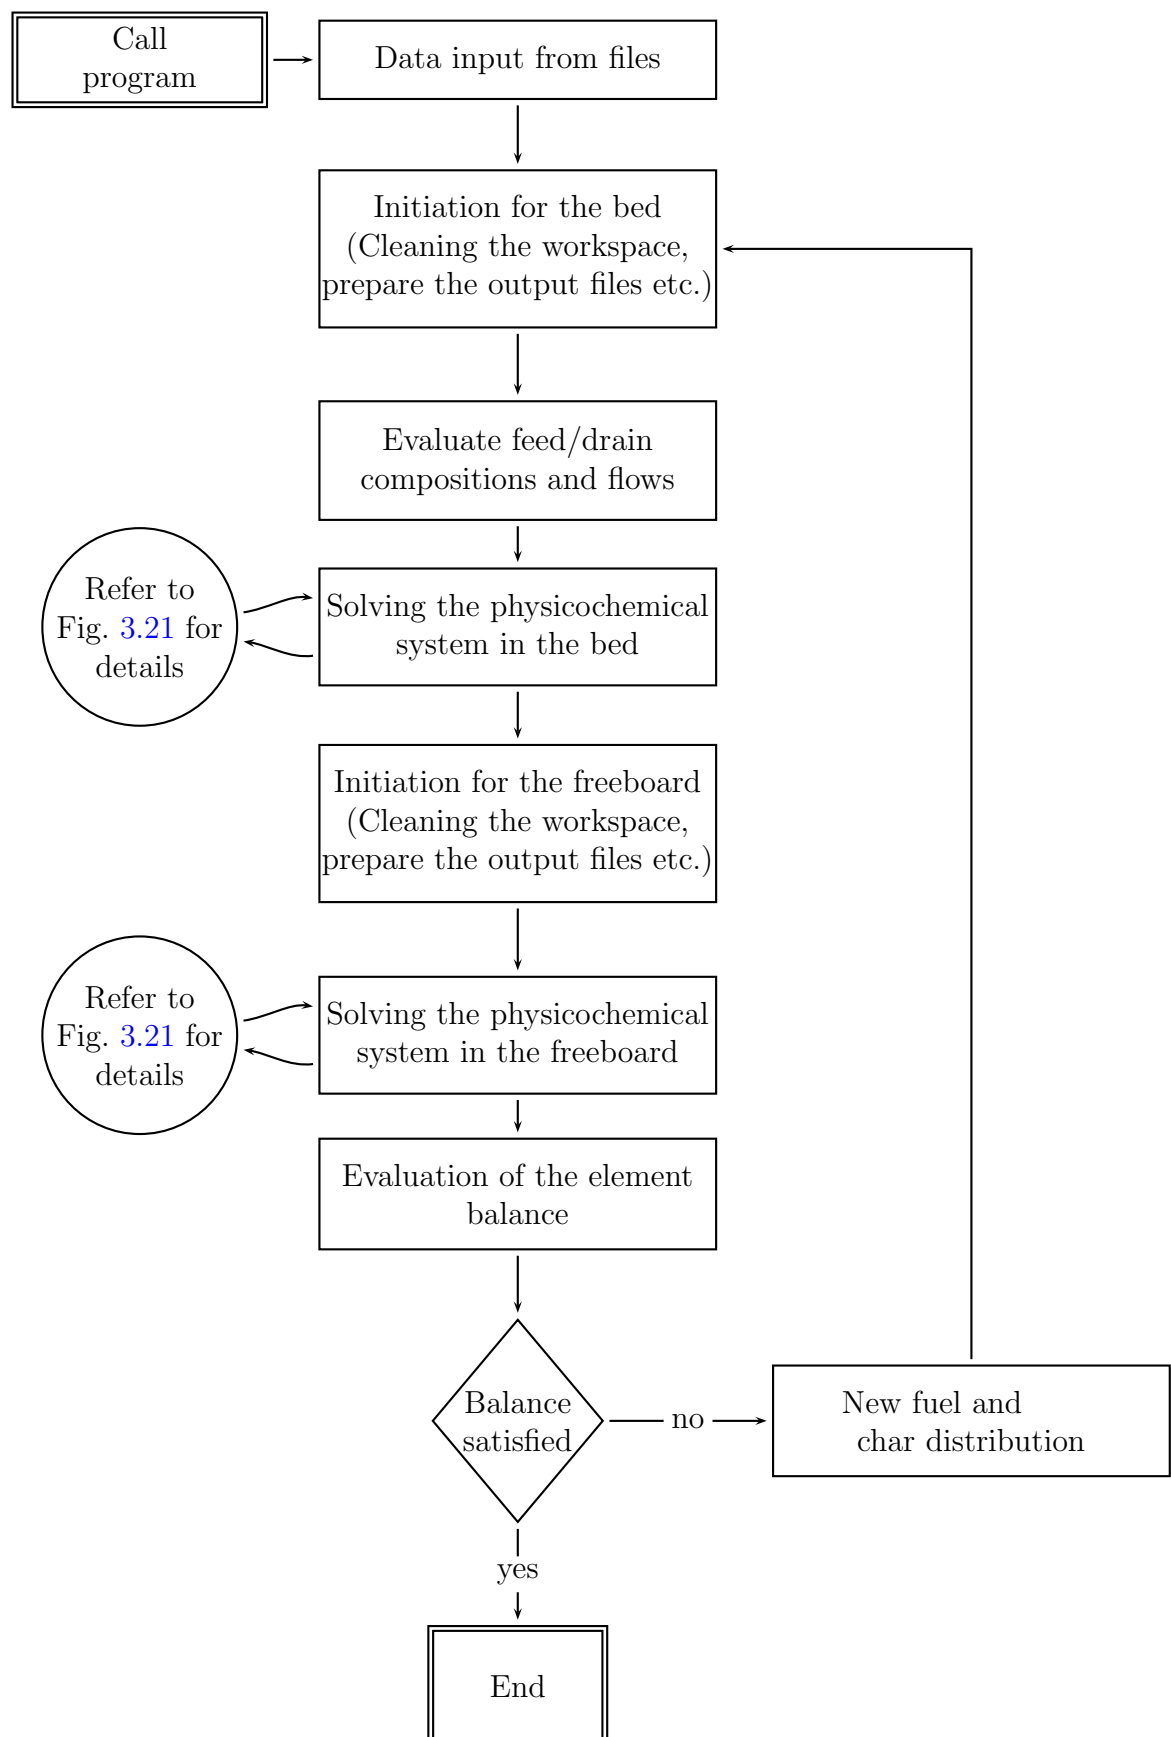 Call
program
Data input from files
Initiation for the bed
(Cleaning the workspace,
prepare the output files etc.)
Evaluate feed/drain
compositions and flows
Refer to
Fig. 3.21 for
details
Solving the physicochemical
system in the bed
Initiation for the freeboard
(Cleaning the workspace,
prepare the output files etc.)
Refer to
Fig. 3.21 for
details
Solving the physicochemical
system in the freeboard
Evaluation of the element
balance
Balance
satisfied
no
New fuel and
char distribution
yes
End